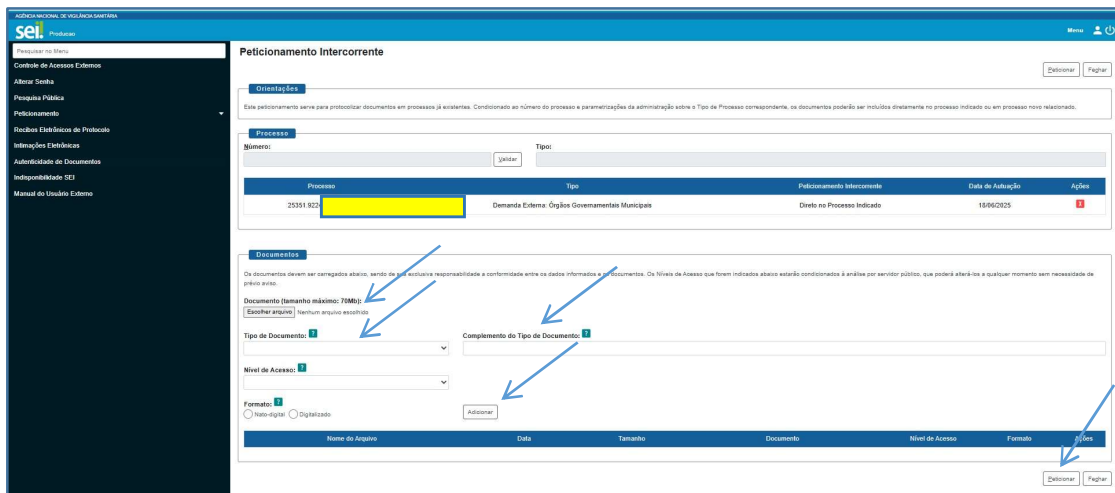 AGÊNCIA NACIONAL DE VIGILÂNCIA SANITÁRIA
sei! Producao
Menu
Pesquisar no Menu
Controle de Acessos Externos
Alterar Senha
Pesquisa Pública
Peticionamento
Recibos Eletrônicos de Protocolo
Intimações Eletrônicas
Autenticidade de Documentos
Indisponibilidade SEI
Manual do Usuário Externo
Peticionamento Intercorrente
Peticionar Fechar
Orientações
Este peticionamento serve para protocolizar documentos em processos já existentes. Condicionado ao número do processo e parametrizações da administração sobre o Tipo de Processo correspondente, os documentos poderão ser incluídos diretamente no processo indicado ou em processo novo relacionado.
Processo
Número: Tipo:
Validar
Processo Tipo Peticionamento Intercorrente Data de Autuação Ações
25351.922 Demanda Externa: Órgãos Governamentais Municipais Direto no Processo Indicado 18/06/2025
Documentos
Os documentos devem ser carregados abaixo, sendo de sua exclusiva responsabilidade a conformidade entre os dados informados e os documentos. Os Níveis de Acesso que forem indicados abaixo estarão condicionados à análise por servidor público, que poderá alterá-los a qualquer momento sem necessidade de
prévio aviso.
Documento (tamanho máximo: 70Mb):
Escolher arquivo Nenhum arquivo escolhido
Tipo de Documento: ? Complemento do Tipo de Documento: ?
Nível de Acesso: ?
Formato: ?
Nato-digital Digitalizado Adicionar
Nome do Arquivo Data Tamanho Documento Nível de Acesso Formato Ações
Peticionar Fechar